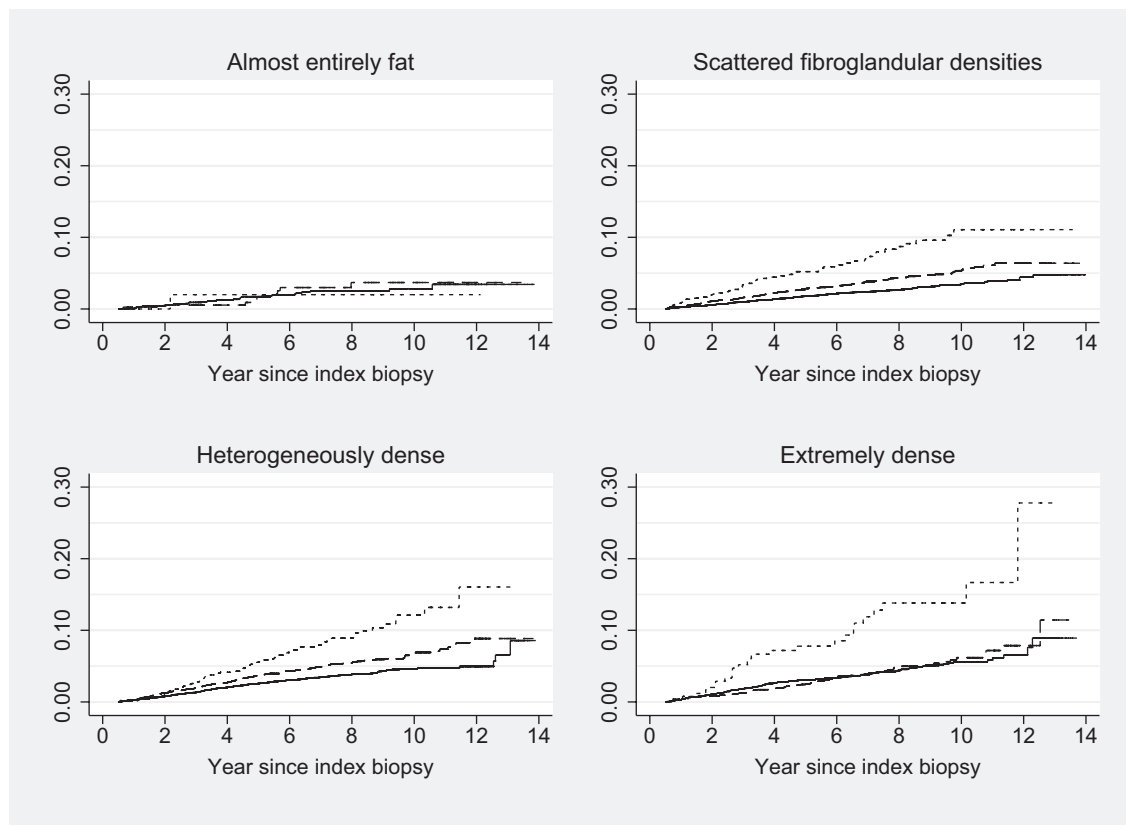 Almost entirely fat
0.30
0.20
0.10
0.00
0 2 4 6 8 10 12 14
Year since index biopsy
Scattered fibroglandular densities
0.30
0.20
0.10
0.00
0 2 4 6 8 10 12 14
Year since index biopsy
Heterogeneously dense
0.30
0.20
0.10
0.00
0 2 4 6 8 10 12 14
Year since index biopsy
Extremely dense
0.30
0.20
0.10
0.00
0 2 4 6 8 10 12 14
Year since index biopsy